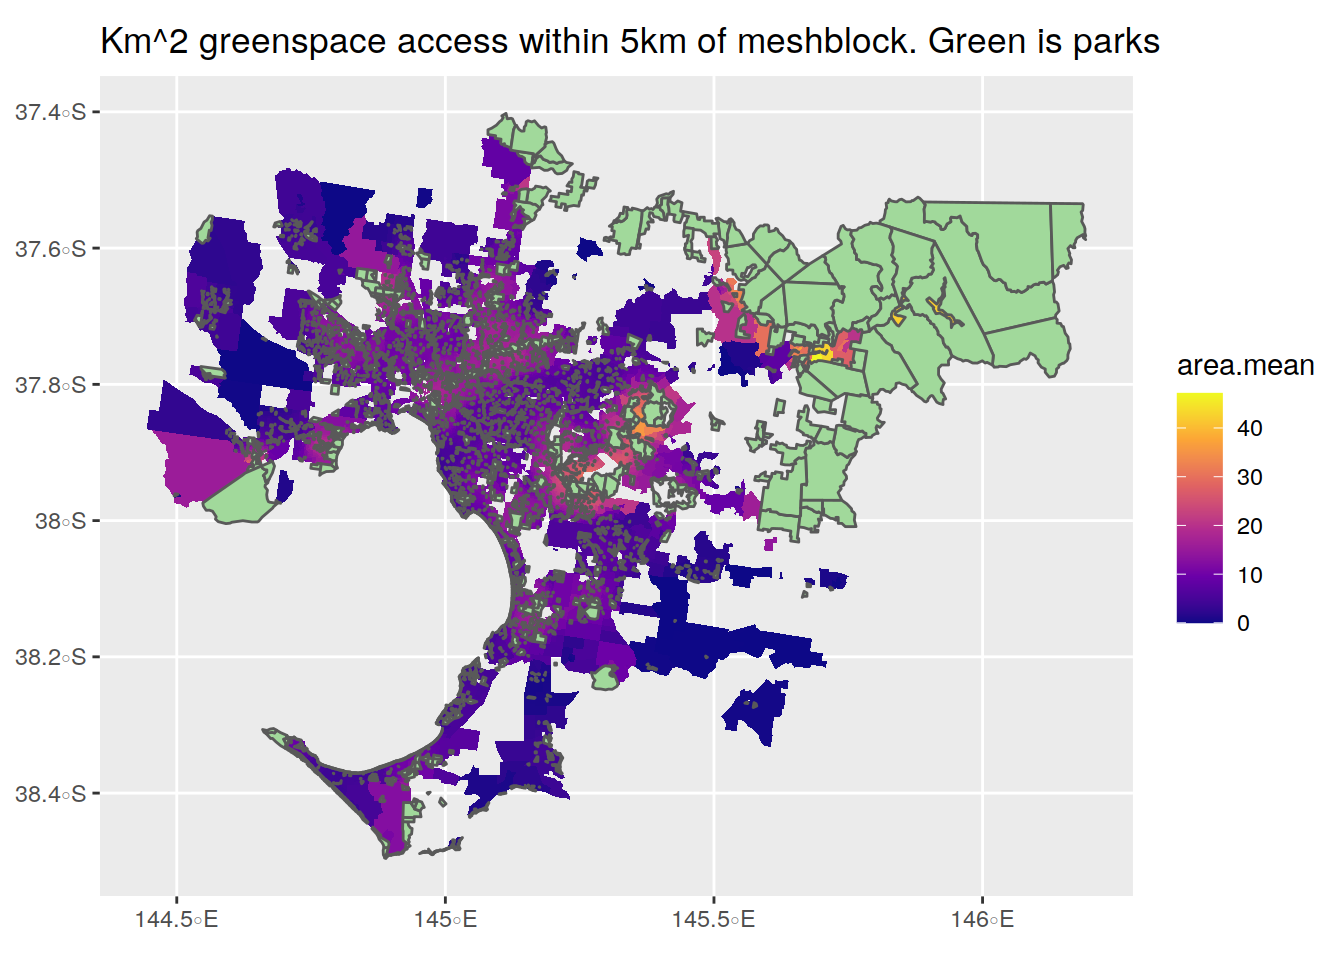 Km^2 greenspace access within 5km of meshblock. Green is parks
37.4°S
37.6°S
37.8°S
38°S
38.2°S
38.4°S
144.5°E
145°E
145.5°E
146°E
area.mean
40
30
20
10
0